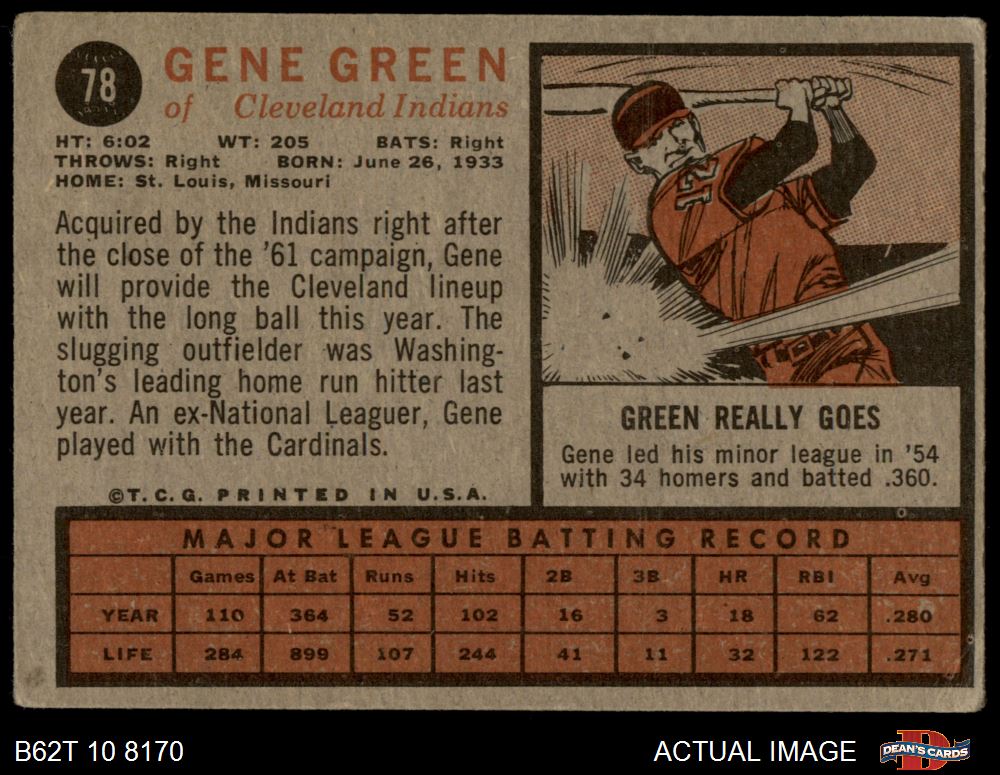 78
GENE GREEN
of Cleveland Indians
HT: 6:02 WT: 205 BATS: Right
THROWS: Right BORN: June 26, 1933
HOME: St. Louis, Missouri
Acquired by the Indians right after
the close of the '61 campaign, Gene
will provide the Cleveland lineup
with the long ball this year. The
slugging outfielder was Washing-
ton's leading home run hitter last
year. An ex-National Leaguer, Gene
played with the Cardinals.
©T.C.G. PRINTED IN U.S.A.
12
GREEN REALLY GOES
Gene led his minor league in '54
with 34 homers and batted .360.
MAJOR LEAGUE BATTING RECORD
Games At Bat Runs Hits 2B 3B HR RBI Avg
YEAR 110 364 52 102 16 3 18 62 .280
LIFE 284 899 107 244 41 11 32 122 .271
B62T 10 8170
ACTUAL IMAGE
DEAN'S CARDS